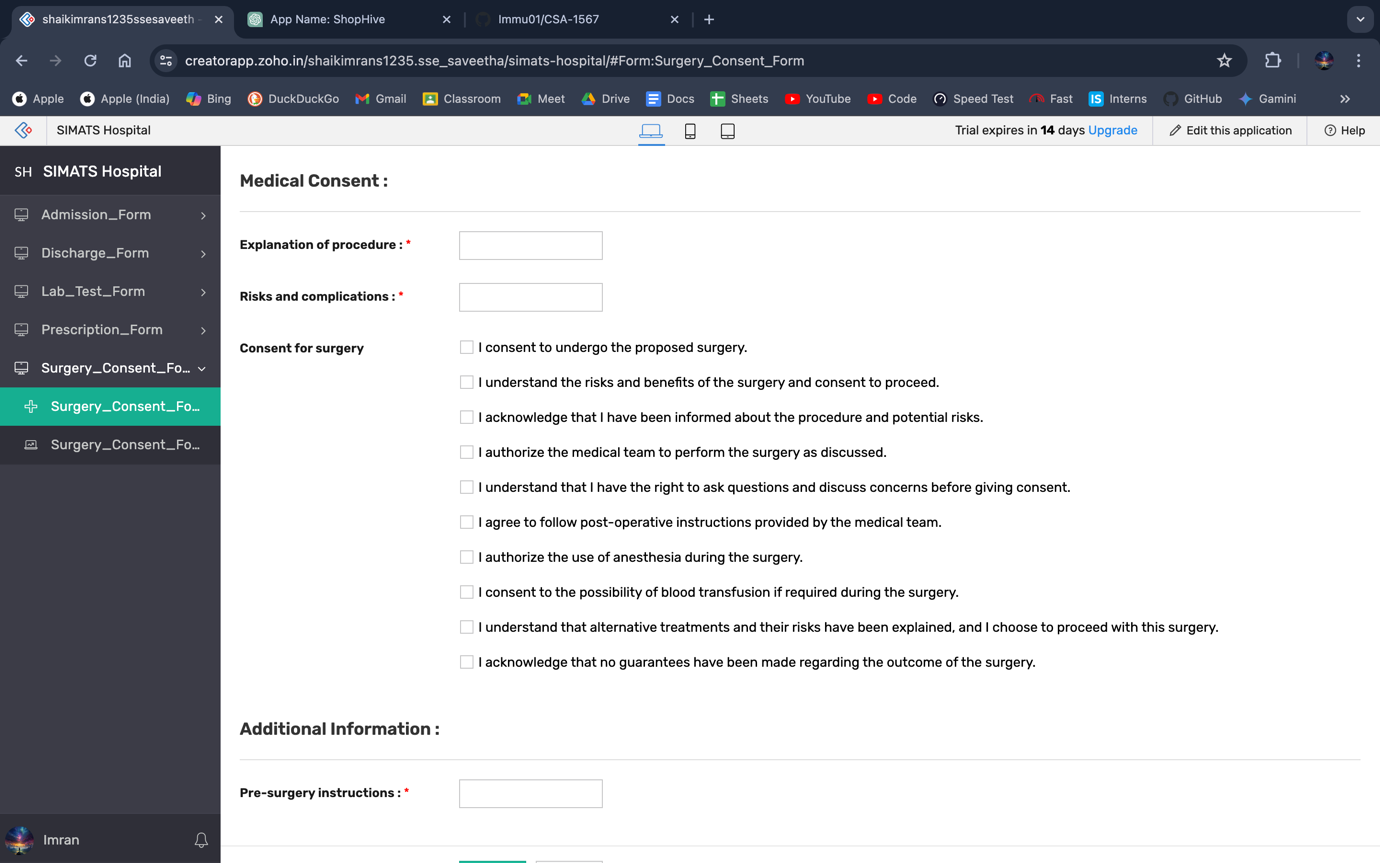 shaikimrans1235ssesaveeth
App Name: ShopHive
Immu01/CSA-1567
creatorapp.zoho.in/shaikimrans1235.sse_saveetha/simats-hospital/#Form:Surgery_Consent_Form
Apple
Apple (India)
Bing
DuckDuckGo
Gmail
Classroom
Meet
Drive
Docs
Sheets
YouTube
Code
Speed Test
Fast
IS Interns
GitHub
Gamini
SIMATS Hospital
Trial expires in 14 days Upgrade
Edit this application
Help
SH SIMATS Hospital
Admission_Form
Discharge_Form
Lab_Test_Form
Prescription_Form
Surgery_Consent_Fo...
Surgery_Consent_Fo...
Surgery_Consent_Fo...
Imran
Medical Consent :
Explanation of procedure : *
Risks and complications : *
Consent for surgery
I consent to undergo the proposed surgery.
I understand the risks and benefits of the surgery and consent to proceed.
I acknowledge that I have been informed about the procedure and potential risks.
I authorize the medical team to perform the surgery as discussed.
I understand that I have the right to ask questions and discuss concerns before giving consent.
I agree to follow post-operative instructions provided by the medical team.
I authorize the use of anesthesia during the surgery.
I consent to the possibility of blood transfusion if required during the surgery.
I understand that alternative treatments and their risks have been explained, and I choose to proceed with this surgery.
I acknowledge that no guarantees have been made regarding the outcome of the surgery.
Additional Information :
Pre-surgery instructions : *